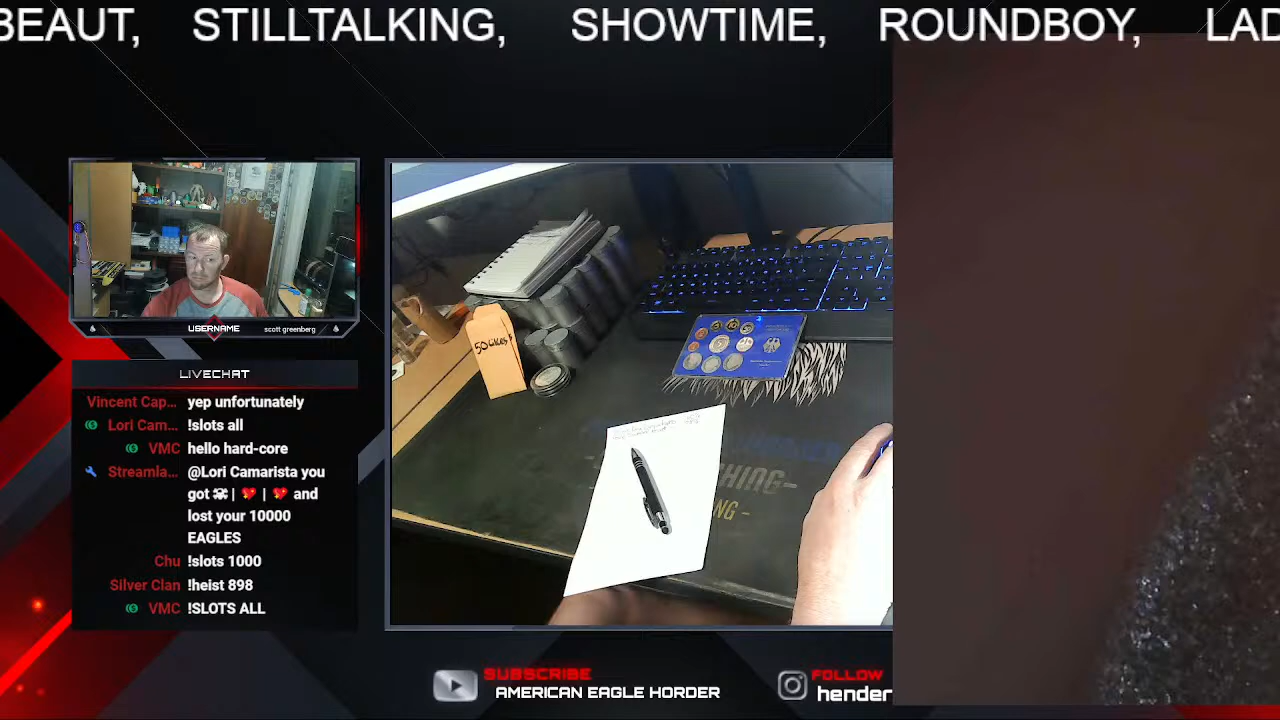 BEAUT, STILLTALKING, SHOWTIME, ROUNDBOY, LAD
USERNAME
scott greenberg
LIVECHAT
Vincent Cap... yep unfortunately
Lori Cam... !slots all
VMC hello hard-core
Streamla... @Lori Camarista you
got ☠ | 💖 | 💖 and
lost your 10000
EAGLES
Chu !slots 1000
Silver Clan !heist 898
VMC !SLOTS ALL
SUBSCRIBE
AMERICAN EAGLE HORDER
FOLLOW
hender